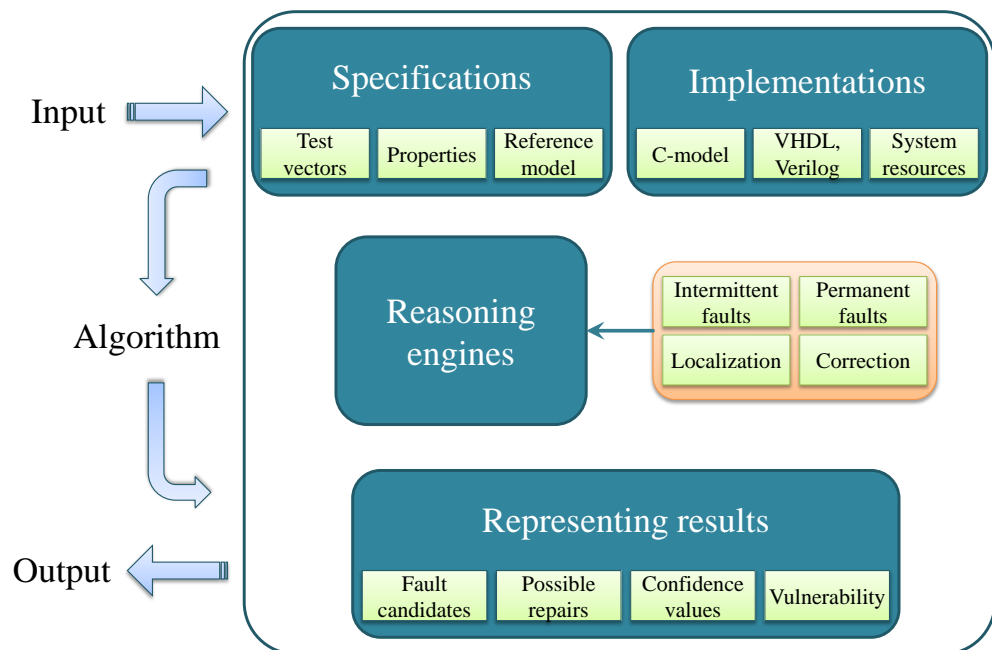 Specifications
Implementations
Input
Test
vectors
Properties
Reference
model
C-model
VHDL,
Verilog
System
resources
Algorithm
Reasoning
engines
Intermittent
faults
Permanent
faults
Localization
Correction
Representing results
Output
Fault
candidates
Possible
repairs
Confidence
values
Vulnerability